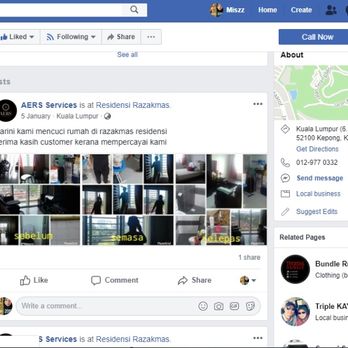 Miszz
Home
Create
Liked
Following
Share
Call Now
See all
sts
About
AERS Services is at Residensi Razakmas.
5 January · Kuala Lumpur ·
arini kami mencuci rumah di razakmas residensi
erima kasih customer kerana mempercayai kami
sebelum
semasa
selepas
1 share
Like
Comment
Share
Write a comment...
S Services is at Residensi Razakmas.
Kuala Lumpur (6.
52100 Kepong, K
Get Directions
012-977 0332
Send message
Local business
Suggest Edits
Related Pages
Bundle Re
Clothing (b
Triple KAY
Local busin